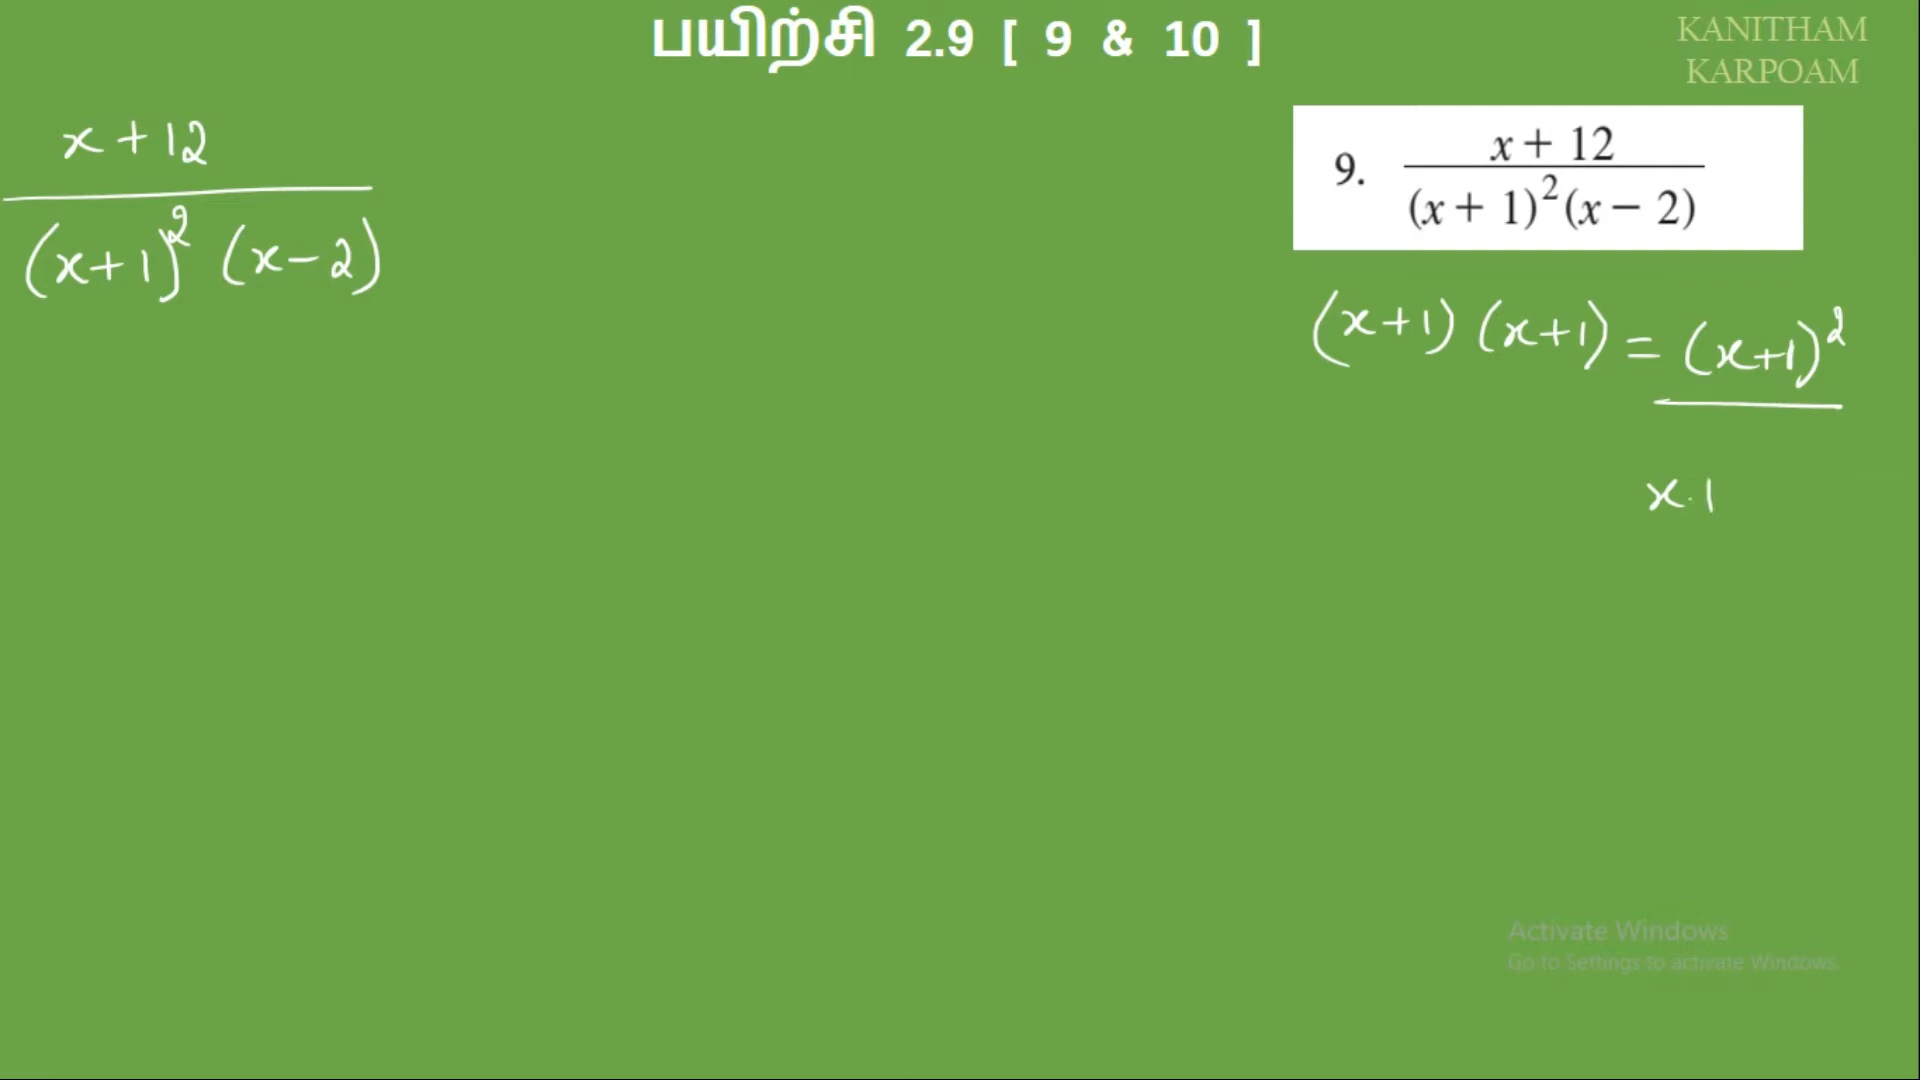 பயிற்சி 2.9 [ 9 & 10 ]
KANITHAM
KARPOAM
x + 12
(x+1)² (x-2)
9. x + 12
(x + 1)²(x − 2)
(x+1) (x+1) = (x+1)²
x.1
Activate Windows
Go to Settings to activate Windows.